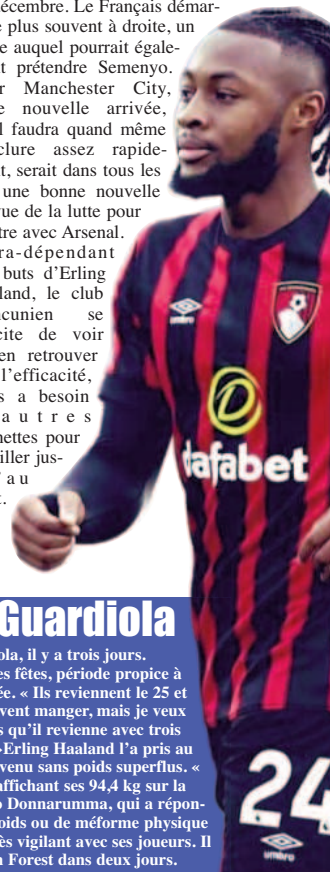 écembre. Le Français démar-
e plus souvent à droite, un
e auquel pourrait égale-
t prétendre Semenyo.
r Manchester City,
e nouvelle arrivée,
l faudra quand même
clure assez rapide-
t, serait dans tous les
une bonne nouvelle
vue de la lutte pour
tre avec Arsenal.
ra-dépendant
buts d'Erling
land, le club
cunien se
cite de voir
en retrouver
l'efficacité,
s a besoin
autres
nettes pour
iller jus-
'au
t.
umbro
dafabet
24
umbro
Guardiola
ola, il y a trois jours.
es fêtes, période propice à
ée. « Ils reviennent le 25 et
vent manger, mais je veux
s qu'il revienne avec trois
-Erling Haaland l'a pris au
venu sans poids superflus. «
affichant ses 94,4 kg sur la
o Donnarumma, qui a répon-
oids ou de méforme physique
ès vigilant avec ses joueurs. Il
n Forest dans deux jours.